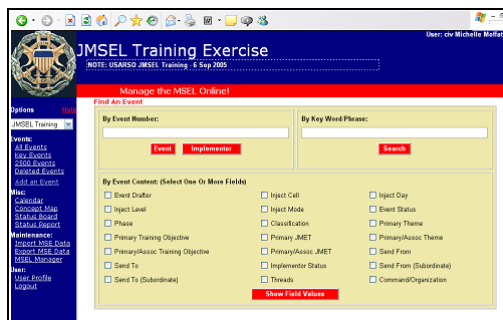 User: civ Michelle Moffat
JMSEL Training Exercise
NOTE: USARSO JMSEL Training - 6 Sep 2005
Manage the MSEL Online!
Options Help
JMSEL Training
Events:
All Events
Key Events
2500 Events
Deleted Events
Add an Event
Misc:
Calendar
Concept Map
Status Board
Status Report
Maintenance:
Import MSE Data
Export MSE Data
MSEL Manager
User:
User Profile
Logout
Find An Event
By Event Number:
Event Implementor
By Key Word/Phrase:
Search
By Event Content: (Select One Or More Fields)
Event Drafter Inject Cell Inject Day
Inject Level Inject Mode Event Status
Phase Classification Primary Theme
Primary Training Objective Primary JMET Primary/Assoc Theme
Primary/Assoc Training Objective Primary/Assoc JMET Send From
Send To Implementor Status Send From (Subordinate)
Send To (Subordinate) Threads Command/Organization
Show Field Values